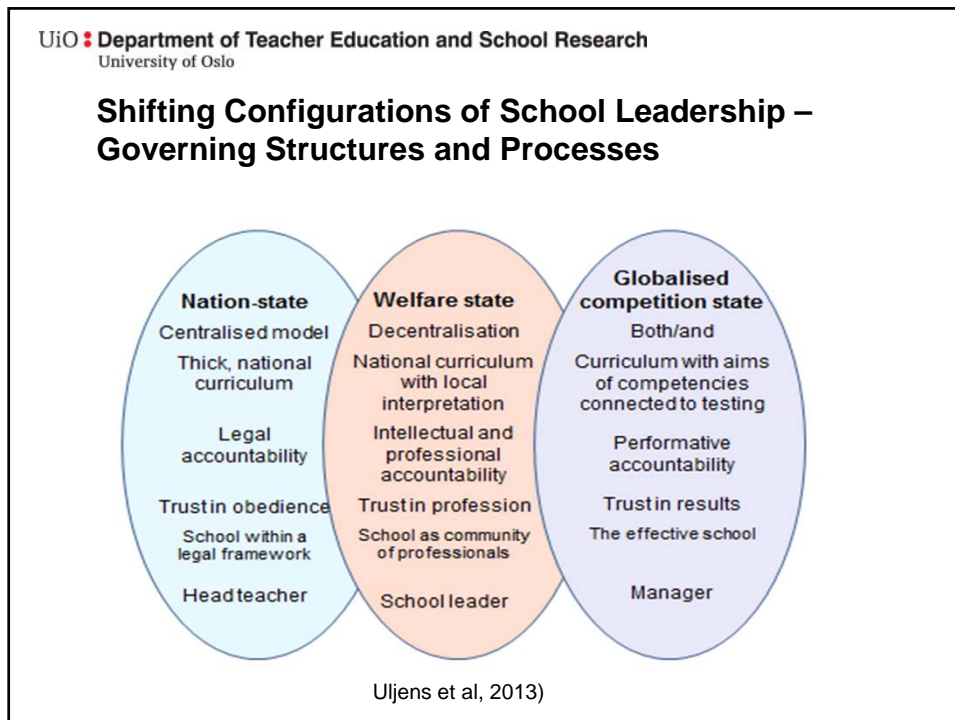 UiO : Department of Teacher Education and School Research
University of Oslo
Shifting Configurations of School Leadership –
Governing Structures and Processes
Nation-state
Centralised model
Thick, national
curriculum
Legal
accountability
Trust in obedience
School within a
legal framework
Head teacher
Welfare state
Decentralisation
National curriculum
with local
interpretation
Intellectual and
professional
accountability
Trust in profession
School as community
of professionals
School leader
Globalised
competition state
Both/and
Curriculum with aims
of competencies
connected to testing
Performative
accountability
Trust in results
The effective school
Manager
Uljens et al, 2013)